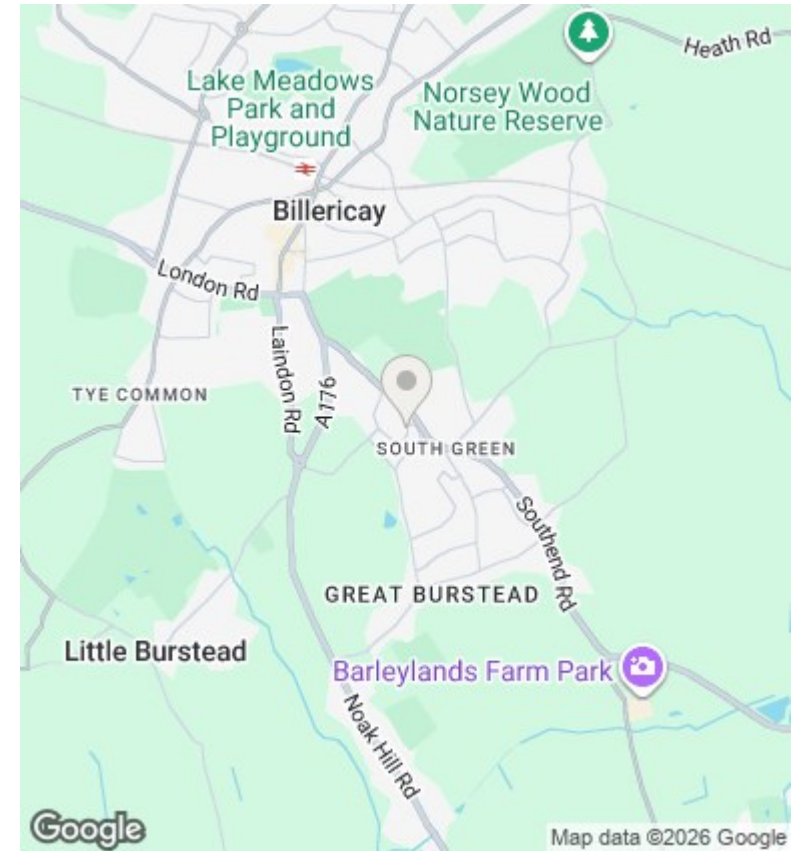 Heath Rd
Lake Meadows
Park and
Playground
Norsey Wood
Nature Reserve
Billericay
London Rd
Laindon Rd
A176
TYE COMMON
SOUTH GREEN
Southend Rd
GREAT BURSTEAD
Little Burstead
Barleylands Farm Park
Noak Hill Rd
Google
Map data ©2026 Google